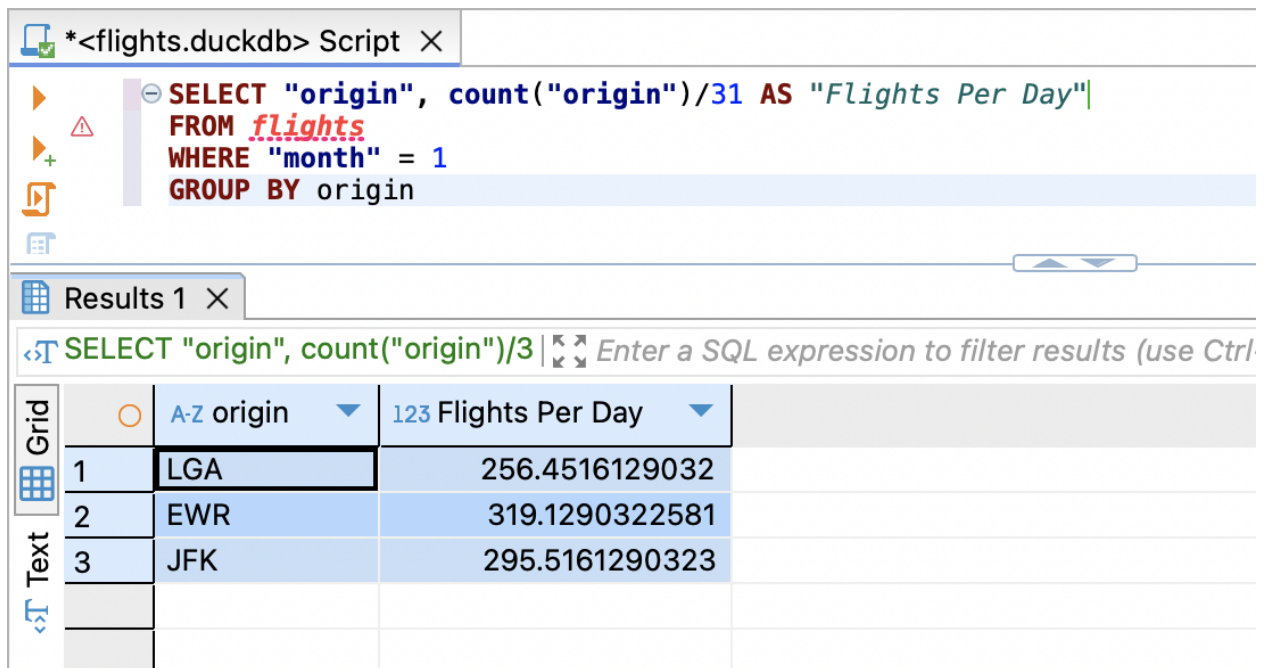 *<flights.duckdb> Script
SELECT "origin", count("origin")/31 AS "Flights Per Day"
FROM flights
WHERE "month" = 1
GROUP BY origin
Results 1
SELECT "origin", count("origin")/3
Enter a SQL expression to filter results (use Ctrl-
Grid
A-Z origin
123 Flights Per Day
1 LGA 256.4516129032
2 EWR 319.1290322581
3 JFK 295.5161290323
Text